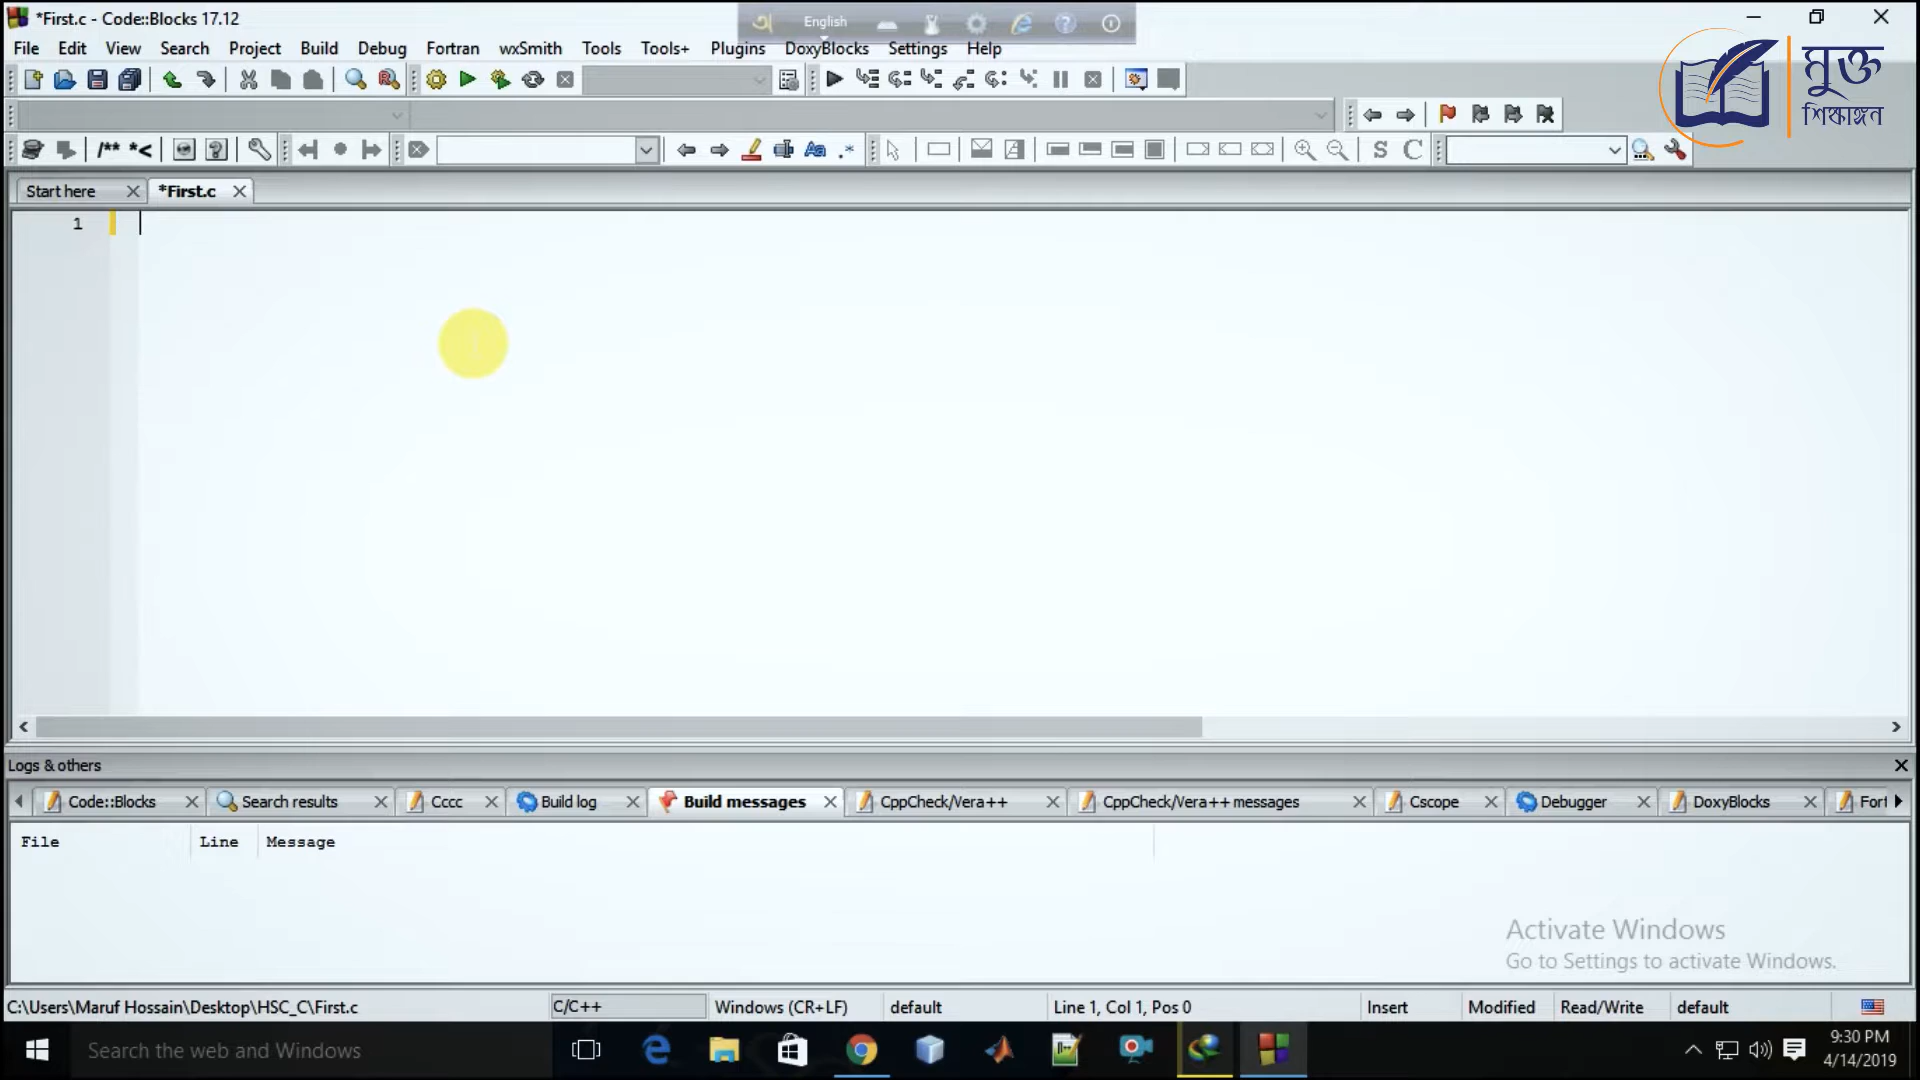 *First.c - Code::Blocks 17.12
অ English
File Edit View Search Project Build Debug Fortran wxSmith Tools Tools+ Plugins DoxyBlocks Settings Help
মুক্ত
শিক্ষাঙ্গন
/** *< Aa .* S C
Start here *First.c
1
Logs & others
Code::Blocks Search results Cccc Build log Build messages CppCheck/Vera++ CppCheck/Vera++ messages Cscope Debugger DoxyBlocks Fort
File Line Message
Activate Windows
Go to Settings to activate Windows.
C:\Users\Maruf Hossain\Desktop\HSC_C\First.c C/C++ Windows (CR+LF) default Line 1, Col 1, Pos 0 Insert Modified Read/Write default
Search the web and Windows
9:30 PM
4/14/2019